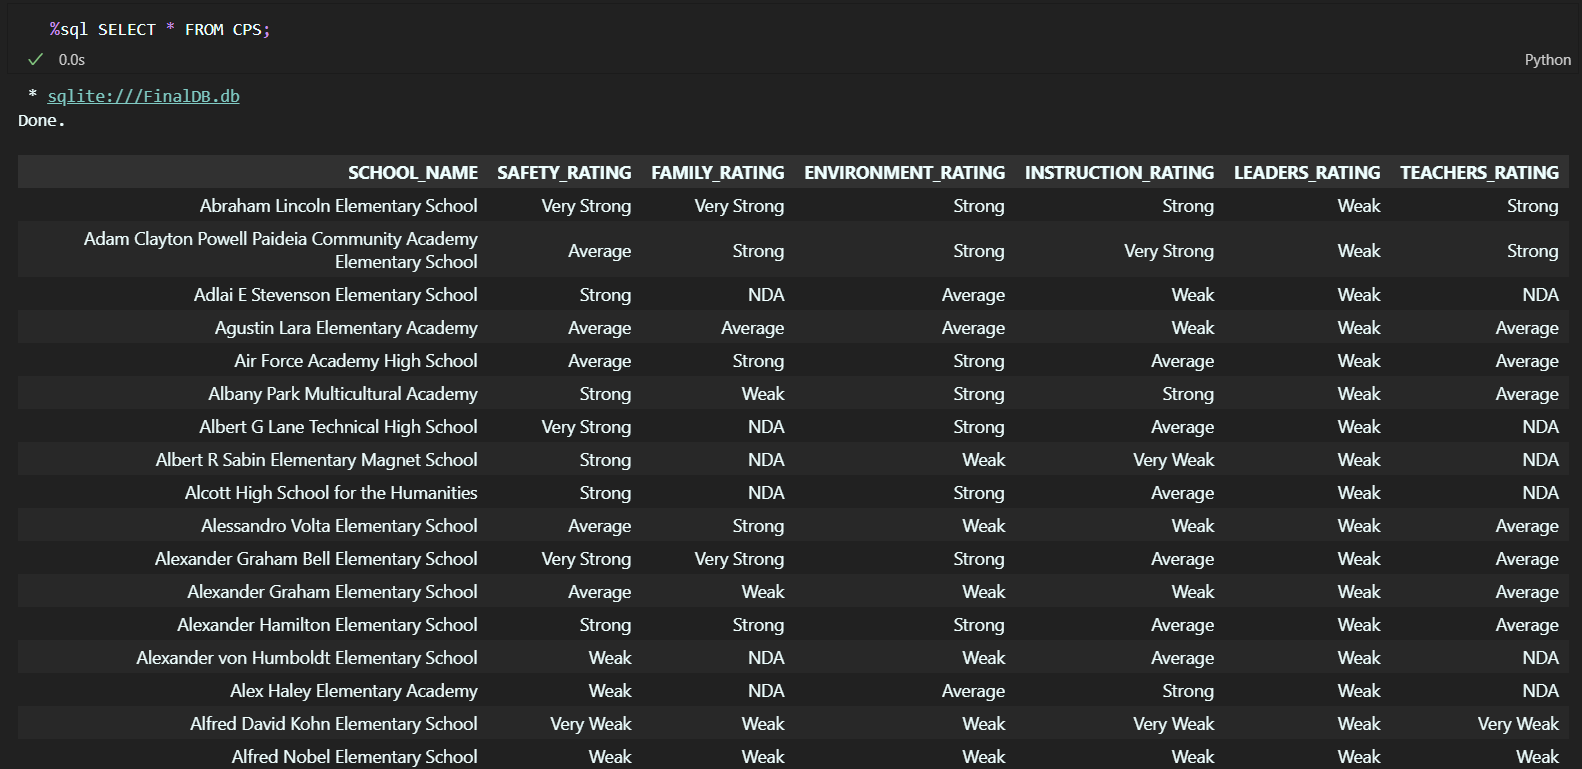 %sql SELECT * FROM CPS;
0.0s
Python
* sqlite:///FinalDB.db
Done.
SCHOOL_NAME SAFETY_RATING FAMILY_RATING ENVIRONMENT_RATING INSTRUCTION_RATING LEADERS_RATING TEACHERS_RATING
Abraham Lincoln Elementary School Very Strong Very Strong Strong Strong Weak Strong
Adam Clayton Powell Paideia Community Academy
Elementary School Average Strong Strong Very Strong Weak Strong
Adlai E Stevenson Elementary School Strong NDA Average Weak Weak NDA
Agustin Lara Elementary Academy Average Average Average Weak Weak Average
Air Force Academy High School Average Strong Strong Average Weak Average
Albany Park Multicultural Academy Strong Weak Strong Strong Weak Average
Albert G Lane Technical High School Very Strong NDA Strong Average Weak NDA
Albert R Sabin Elementary Magnet School Strong NDA Weak Very Weak Weak NDA
Alcott High School for the Humanities Strong NDA Strong Average Weak NDA
Alessandro Volta Elementary School Average Strong Weak Weak Weak Average
Alexander Graham Bell Elementary School Very Strong Very Strong Strong Average Weak Average
Alexander Graham Elementary School Average Weak Weak Weak Weak Average
Alexander Hamilton Elementary School Strong Strong Strong Average Weak Average
Alexander von Humboldt Elementary School Weak NDA Weak Average Weak NDA
Alex Haley Elementary Academy Weak NDA Average Strong Weak NDA
Alfred David Kohn Elementary School Very Weak Weak Weak Very Weak Weak Very Weak
Alfred Nobel Elementary School Weak Weak Weak Weak Weak Weak